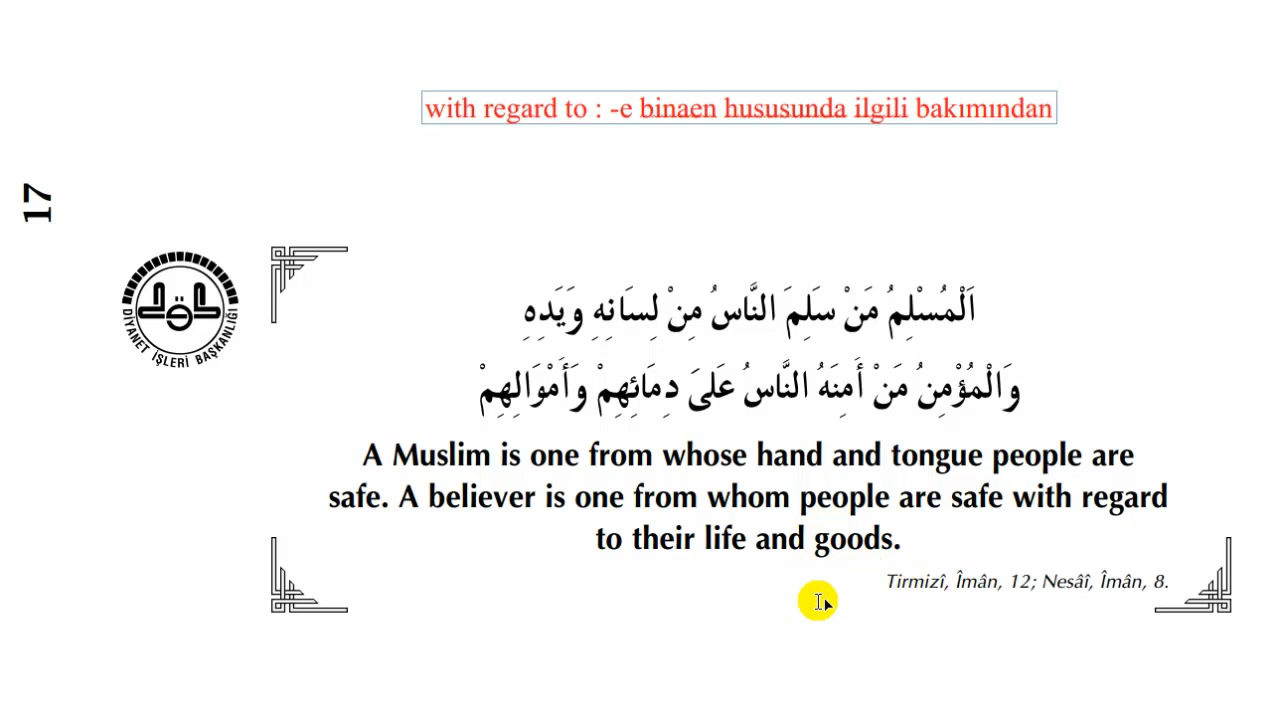 with regard to : -e binaen hususunda ilgili bakımından
17
DİYANET İŞLERİ BAŞKANLIĞI
اَلْمُسْلِمُ مَنْ سَلِمَ النَّاسُ مِنْ لِسَانِهِ وَيَدِهِ
وَالْمُؤْمِنُ مَنْ أَمِنَهُ النَّاسُ عَلَىَ دِمَائِهِمْ وَأَمْوَالِهِمْ
A Muslim is one from whose hand and tongue people are
safe. A believer is one from whom people are safe with regard
to their life and goods.
Tirmizî, Îmân, 12; Nesâî, Îmân, 8.